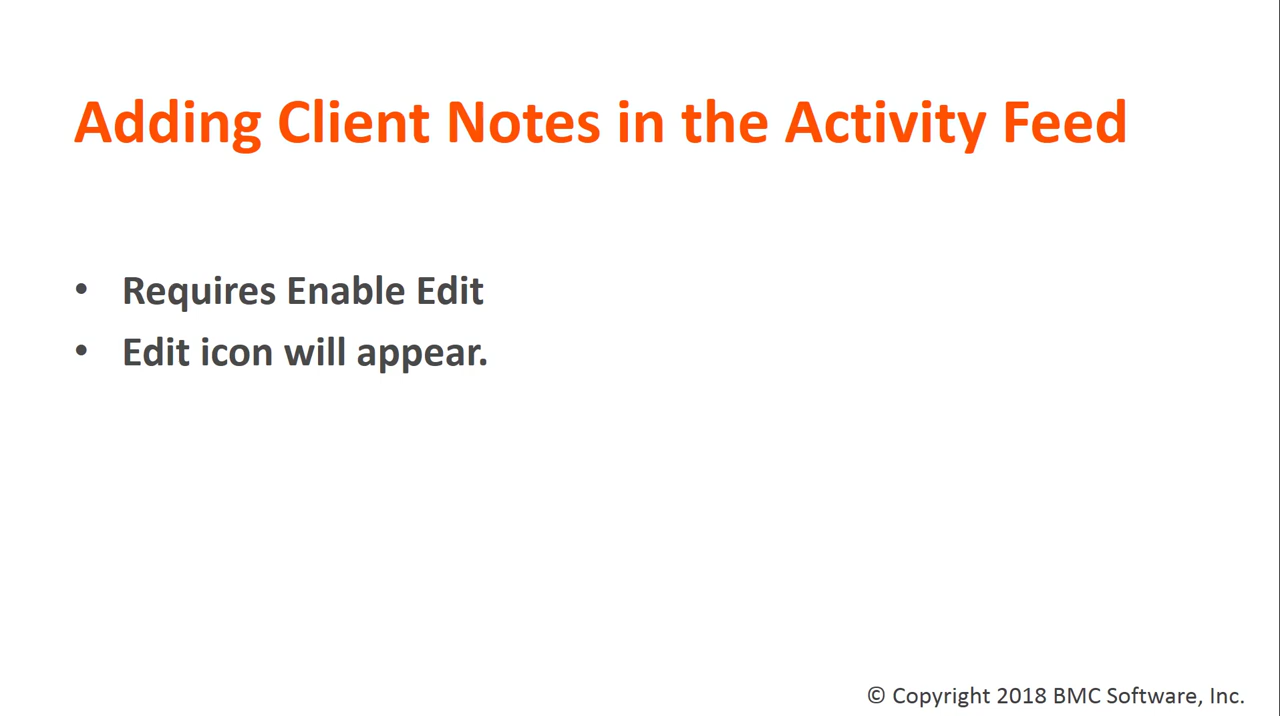 Adding Client Notes in the Activity Feed
• Requires Enable Edit
• Edit icon will appear.
© Copyright 2018 BMC Software, Inc.